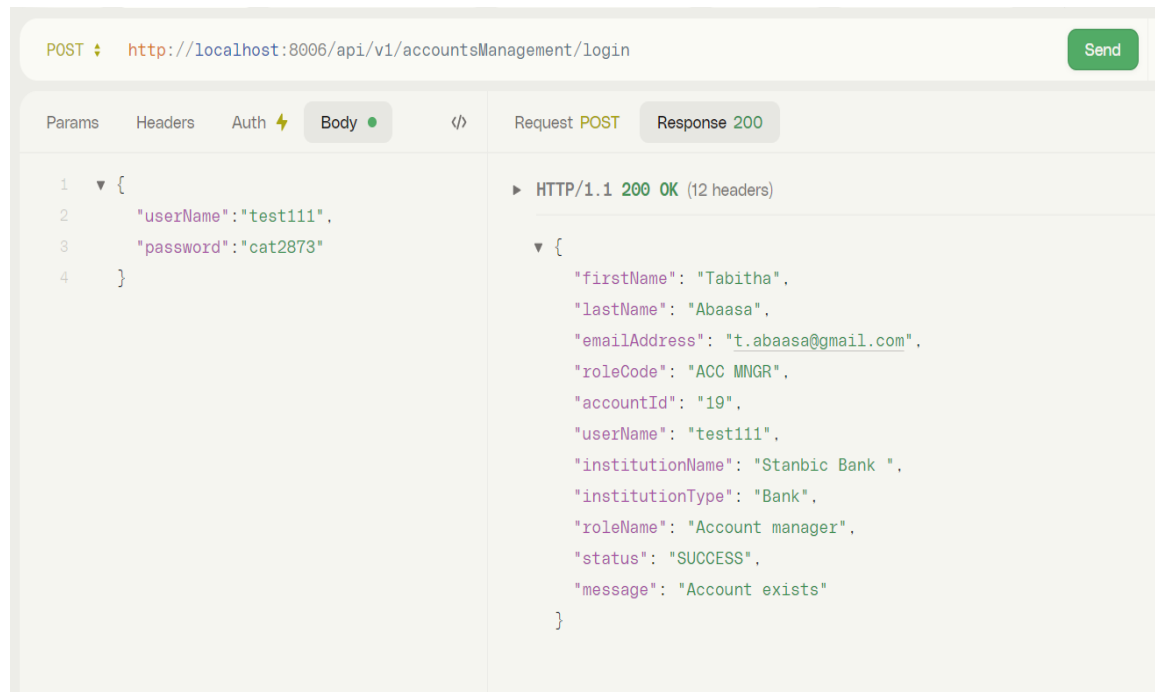 POST http://localhost:8006/api/v1/accountsManagement/login Send
Params Headers Auth Body </> Request POST Response 200
1 {
2 "userName":"test111",
3 "password":"cat2873"
4 }
HTTP/1.1 200 OK (12 headers)
{
"firstName": "Tabitha",
"lastName": "Abaasa",
"emailAddress": "t.abaasa@gmail.com",
"roleCode": "ACC MNGR",
"accountId": "19",
"userName": "test111",
"institutionName": "Stanbic Bank ",
"institutionType": "Bank",
"roleName": "Account manager",
"status": "SUCCESS",
"message": "Account exists"
}